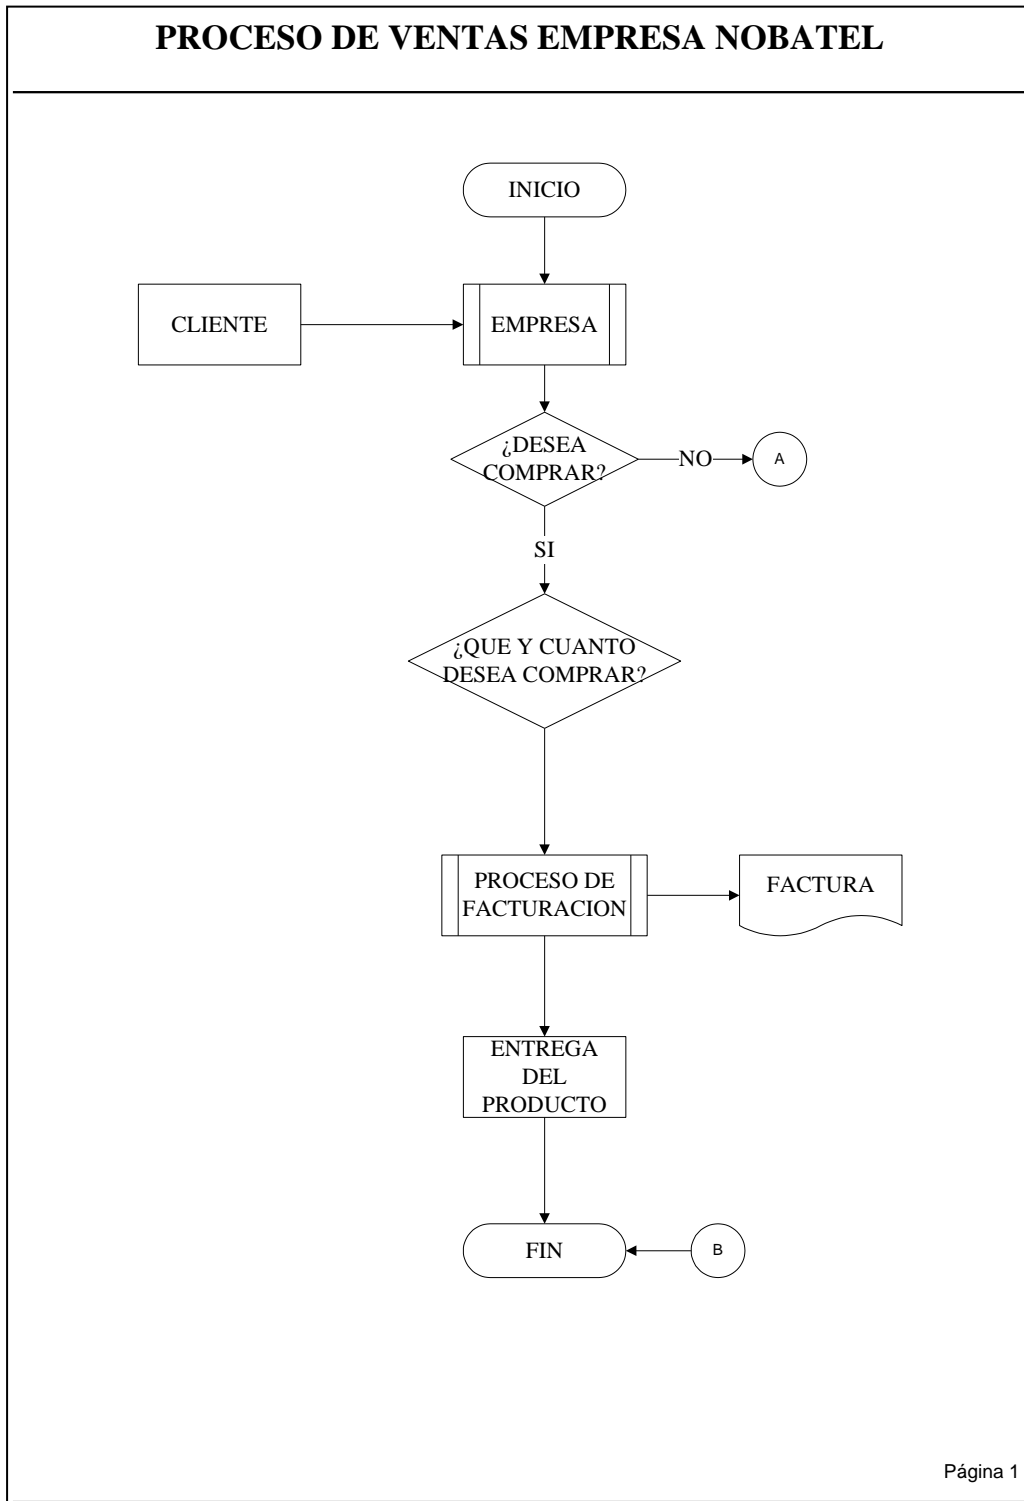 PROCESO DE VENTAS EMPRESA NOBATEL
INICIO
CLIENTE
EMPRESA
¿DESEA
COMPRAR?
NO
A
SI
¿QUE Y CUANTO
DESEA COMPRAR?
PROCESO DE
FACTURACION
FACTURA
ENTREGA
DEL
PRODUCTO
FIN
B
Página 1